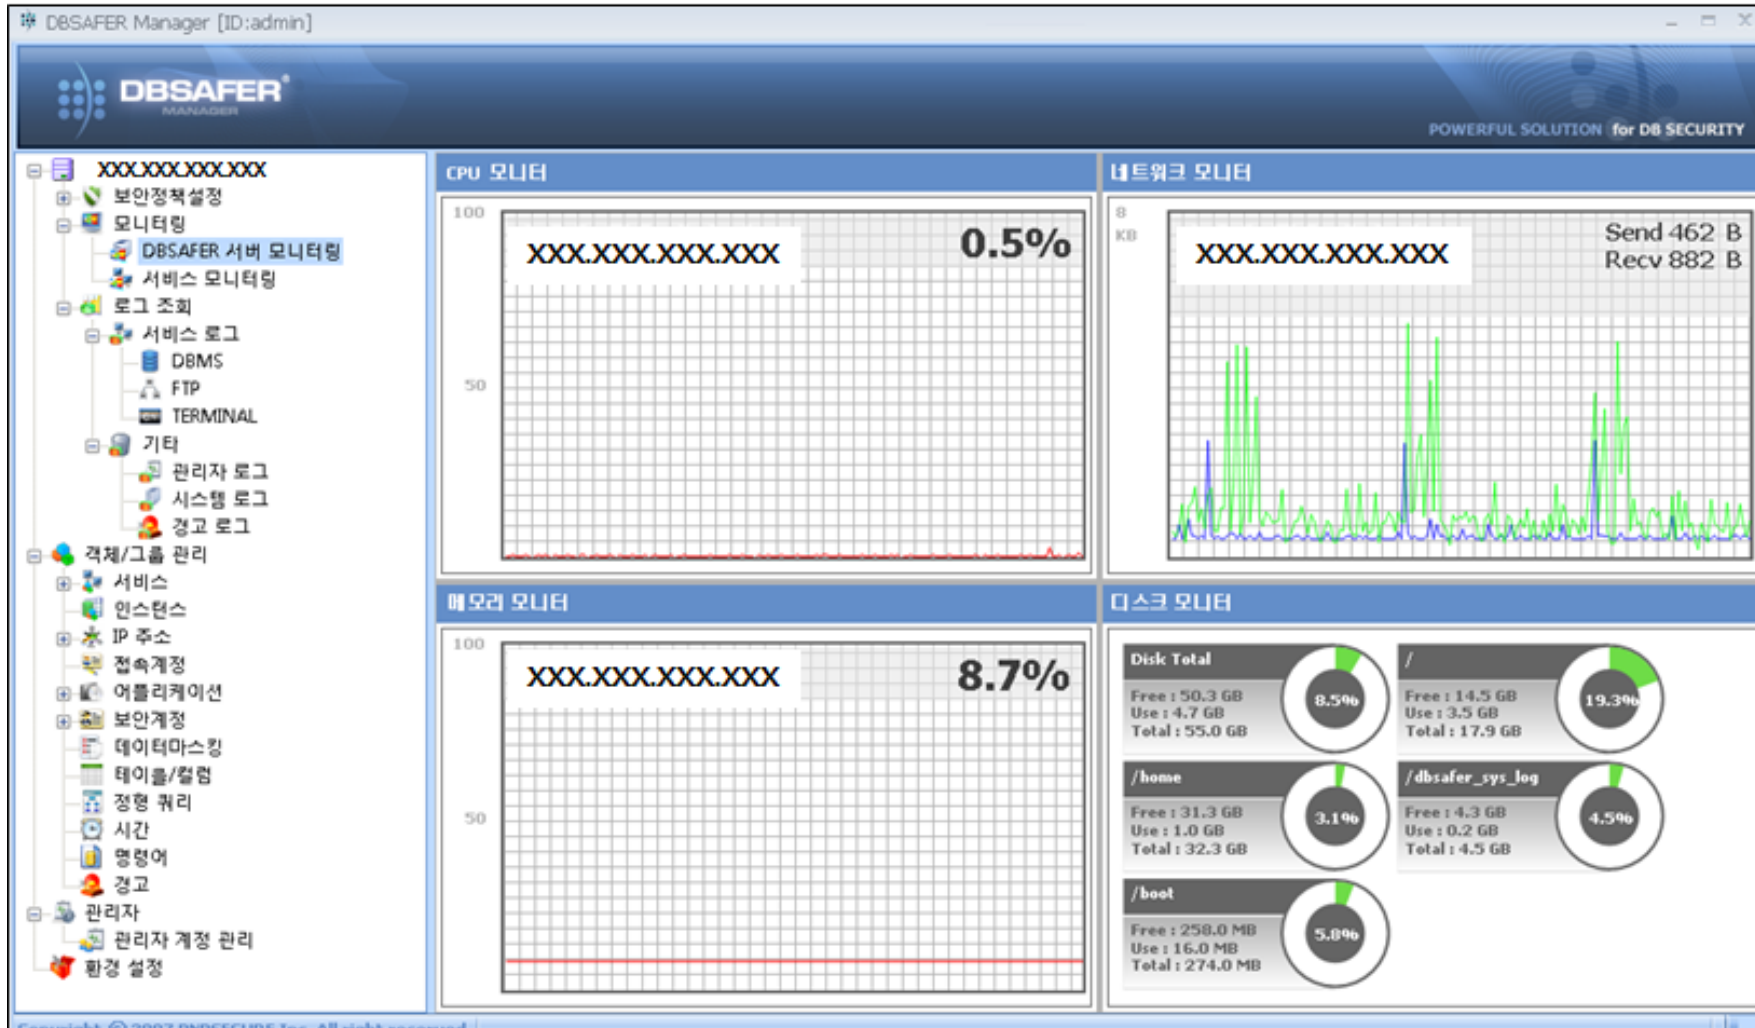 DBSAFER Manager [ID:admin]
DBSAFER®
MANAGER
POWERFUL SOLUTION for DB SECURITY
XXX.XXX.XXX.XXX
보안정책설정
모니터링
DBSAFER 서버 모니터링
서비스 모니터링
로그 조회
서비스 로그
DBMS
FTP
TERMINAL
기타
관리자 로그
시스템 로그
경고 로그
객체/그룹 관리
서비스
인스턴스
IP 주소
접속계정
어플리케이션
보안계정
데이터마스킹
테이블/컬럼
정형 쿼리
시간
명령어
경고
관리자
관리자 계정 관리
환경 설정
CPU 모니터
100
XXX.XXX.XXX.XXX
0.5%
50
네트워크 모니터
8
KB
XXX.XXX.XXX.XXX
Send 462 B
Recv 882 B
메모리 모니터
100
XXX.XXX.XXX.XXX
8.7%
50
디스크 모니터
Disk Total
Free : 50.3 GB
Use : 4.7 GB
Total : 55.0 GB
8.5%
/
Free : 14.5 GB
Use : 3.5 GB
Total : 17.9 GB
19.3%
/home
Free : 31.3 GB
Use : 1.0 GB
Total : 32.3 GB
3.1%
/dbsafer_sys_log
Free : 4.3 GB
Use : 0.2 GB
Total : 4.5 GB
4.5%
/boot
Free : 258.0 MB
Use : 16.0 MB
Total : 274.0 MB
5.8%
Copyright © 2007 PNPSECURE Inc. All right reserved